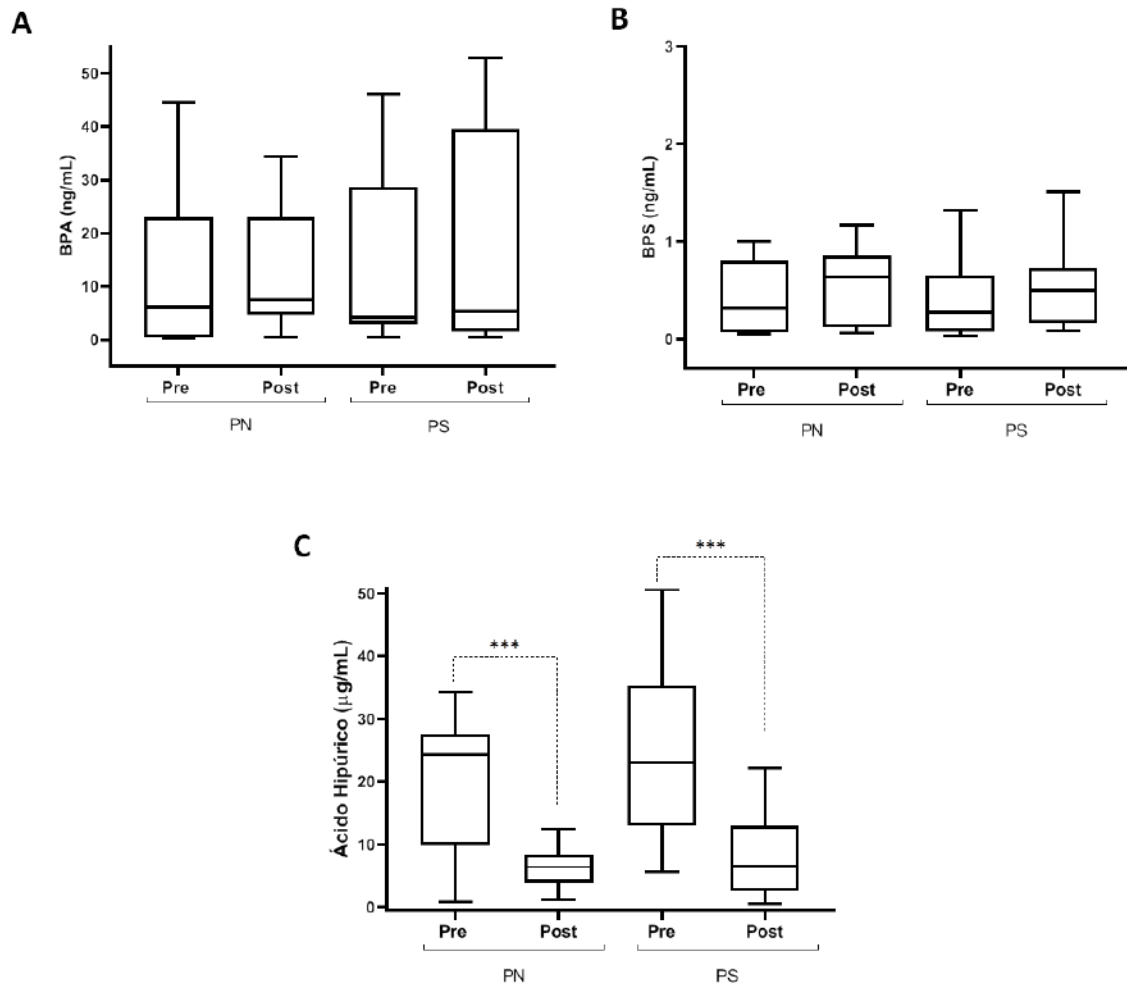 A
BPA (ng/mL)
50
40
30
20
10
0
Pre
Post
Pre
Post
PN
PS
B
BPS (ng/mL)
3
2
1
0
Pre
Post
Pre
Post
PN
PS
C
Ácido Hipúrico (µg/mL)
50
40
30
20
10
0
***
***
Pre
Post
Pre
Post
PN
PS